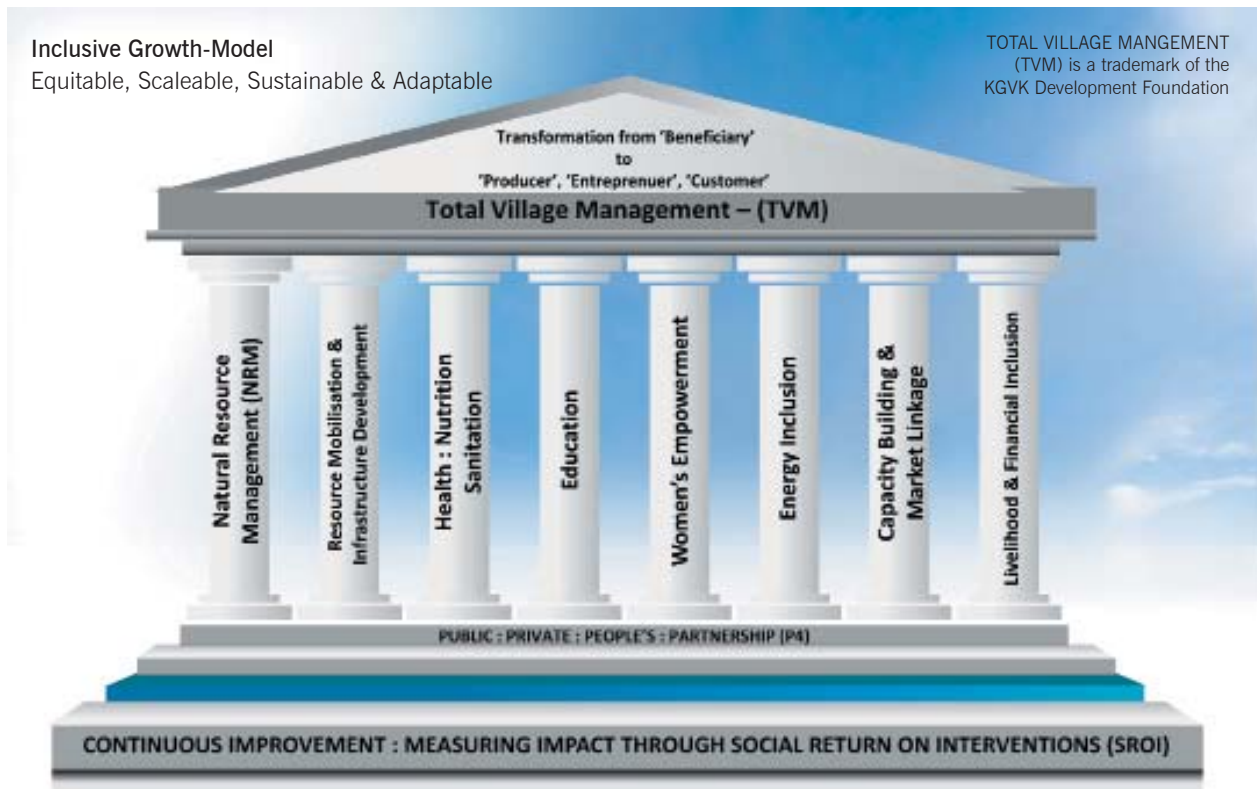 Inclusive Growth-Model
Equitable, Scaleable, Sustainable & Adaptable
TOTAL VILLAGE MANGEMENT
(TVM) is a trademark of the
KGVK Development Foundation
Transformation from 'Beneficiary'
to
'Producer', 'Entreprenuer', 'Customer'
Total Village Management – (TVM)
Natural Resource
Management (NRM)
Resource Mobilisation &
Infrastructure Development
Health : Nutrition
Sanitation
Education
Women's Empowerment
Energy Inclusion
Capacity Building &
Market Linkage
Livelihood & Financial Inclusion
PUBLIC : PRIVATE : PEOPLE'S : PARTNERSHIP (P4)
CONTINUOUS IMPROVEMENT : MEASURING IMPACT THROUGH SOCIAL RETURN ON INTERVENTIONS (SROI)